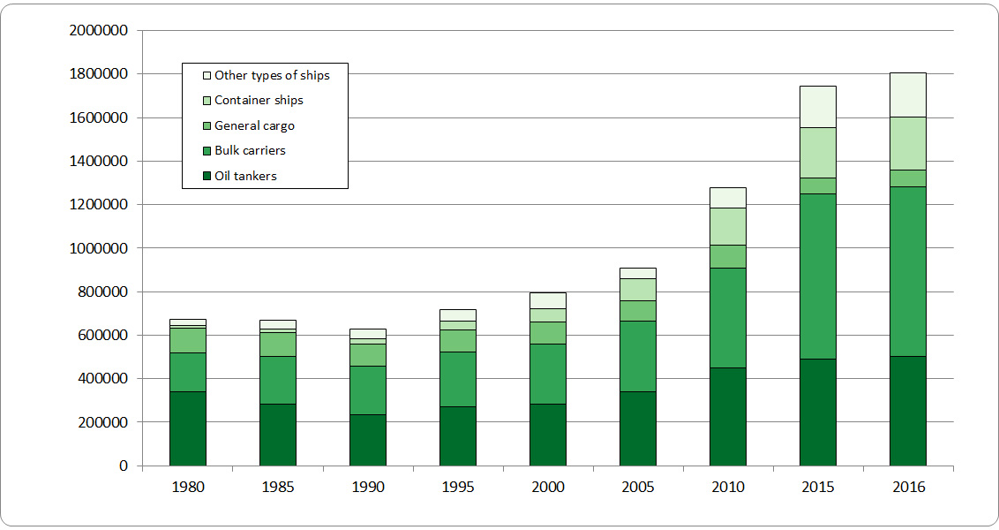 2000000
1800000
1600000
1400000
1200000
1000000
800000
600000
400000
200000
0
Other types of ships
Container ships
General cargo
Bulk carriers
Oil tankers
1980 1985 1990 1995 2000 2005 2010 2015 2016